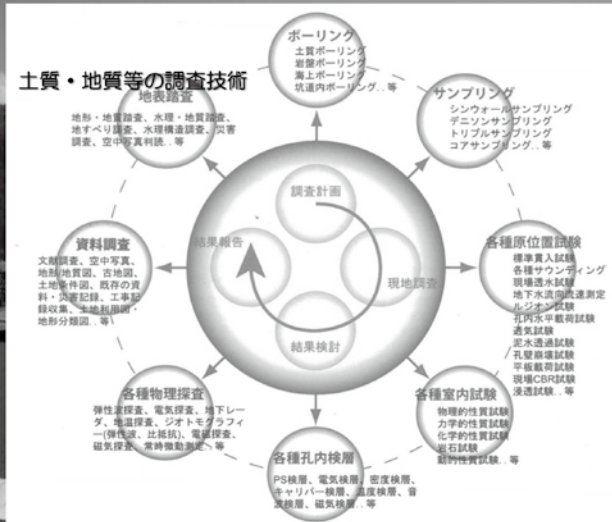 土質・地質等の調査技術
ボーリング
土質ボーリング
岩盤ボーリング
海上ボーリング
坑道内ボーリング．．等
サンプリング
シンウォールサンプリング
デニソンサンプリング
トリプルサンプリング
コアサンプリング．．等
各種原位置試験
標準貫入試験
各種サウンディング
現場透水試験
地下水流向流速測定
ルジオン試験
孔内水平載荷試験
透気試験
泥水透過試験
孔壁崩壊試験
平板載荷試験
現場CBR試験
浸透試験．．等
各種室内試験
物理的性質試験
力学的性質試験
化学的性質試験
岩石試験
動的性質試験．．等
各種孔内検層
PS検層、電気検層、密度検層、
キャリパー検層、温度検層、音
波検層、磁気検層．．等
各種物理探査
弾性波探査、電気探査、地下レー
ダ、地温探査、ジオトモグラフィ
ー(弾性波、比抵抗)、電磁探査、
磁気探査、常時微動測定．．等
資料調査
文献調査、空中写真、
地形/地質図、古地図、
土地条件図、既存の資
料・災害記録、工事記
録収集、土地利用図・
地形分類図．．等
地表踏査
地形・地質踏査、水理・地質踏査、
地すべり調査、水理構造調査、災害
調査、空中写真判読．．等
調査計画
現地調査
結果検討
結果報告